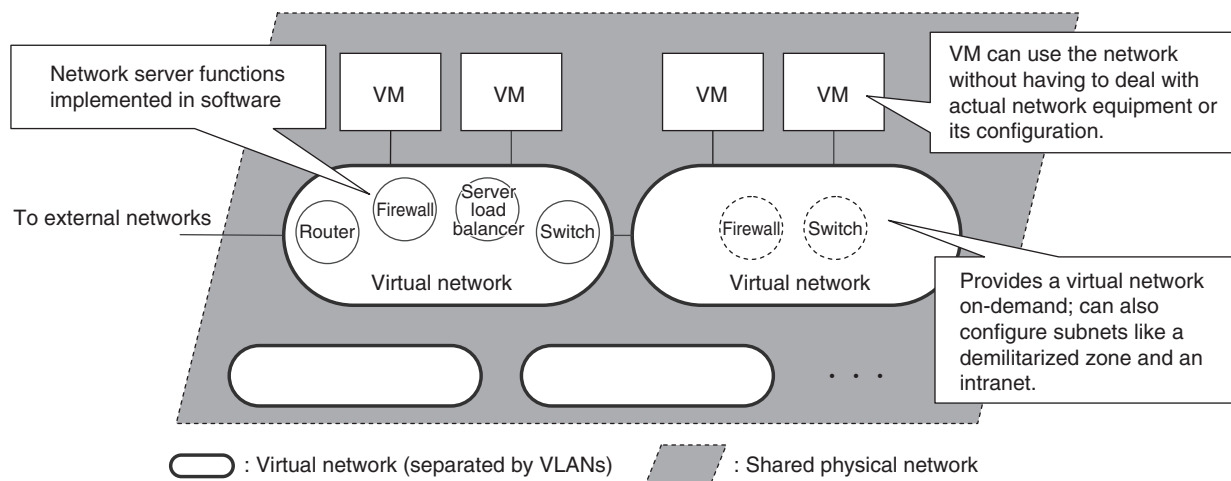 Network server functions
implemented in software
VM
VM
VM
VM
VM can use the network
without having to deal with
actual network equipment or
its configuration.
To external networks
Router
Firewall
Server
load
balancer
Switch
Virtual network
Firewall
Switch
Virtual network
Provides a virtual network
on-demand; can also
configure subnets like a
demilitarized zone and an
intranet.
. . .
: Virtual network (separated by VLANs)
: Shared physical network